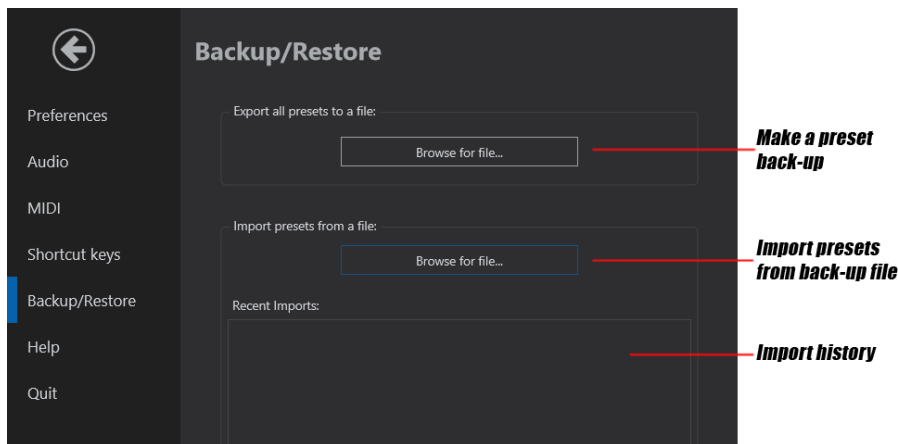 Backup/Restore
Preferences
Audio
MIDI
Shortcut keys
Backup/Restore
Help
Quit
Export all presets to a file:
Browse for file...
Import presets from a file:
Browse for file...
Recent Imports:
Make a preset
back-up
Import presets
from back-up file
Import history